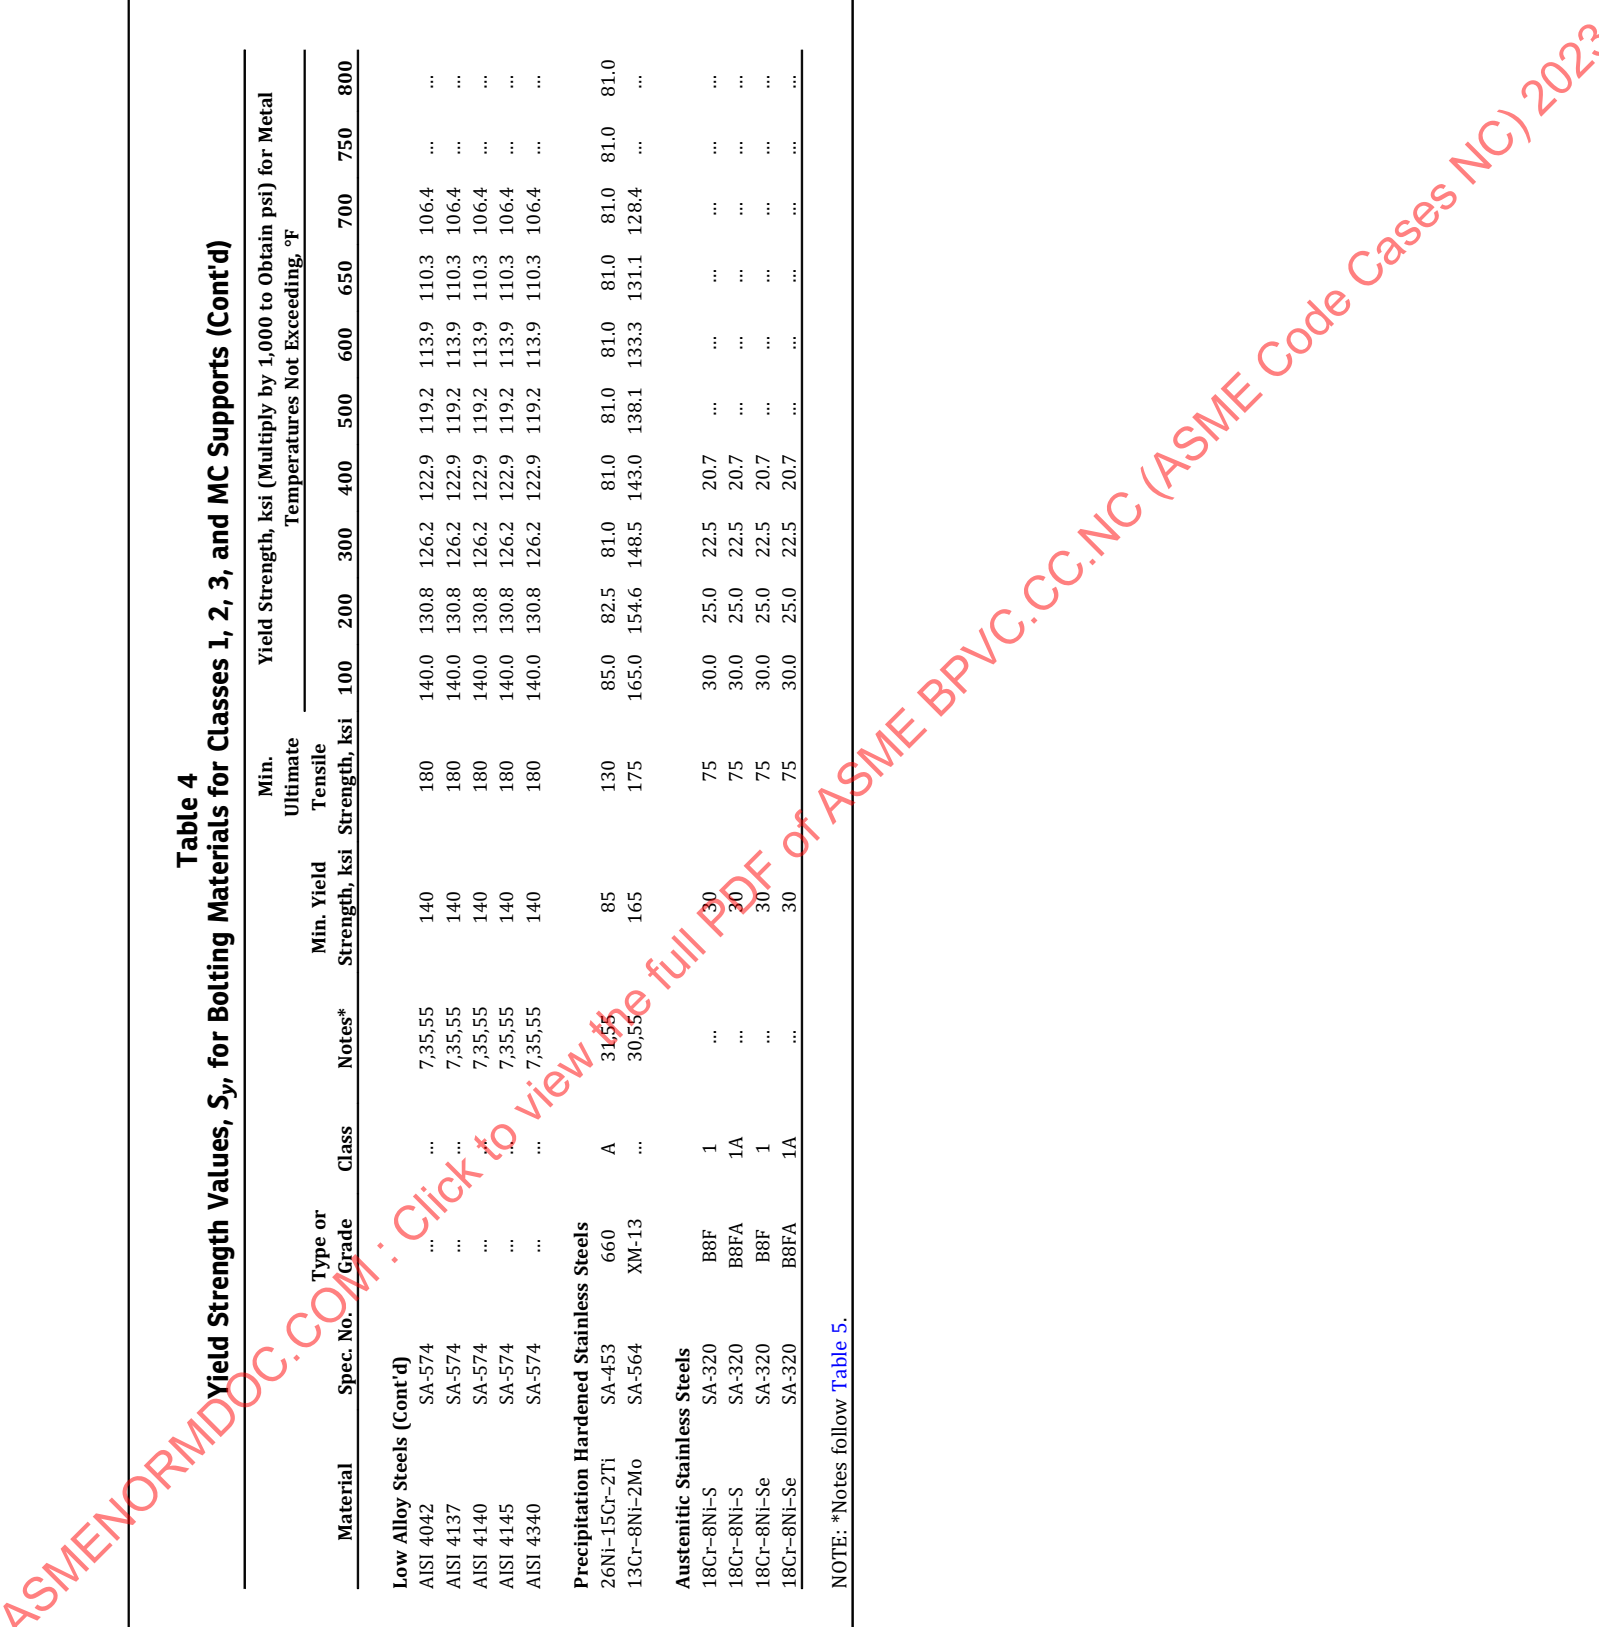 Table 4
Yield Strength Values, Sy, for Bolting Materials for Classes 1, 2, 3, and MC Supports (Cont'd)
Yield Strength, ksi (Multiply by 1,000 to Obtain psi) for Metal
Temperatures Not Exceeding, °F
Min.
Ultimate
Type or Min. Yield Tensile
Material Spec. No. Grade Class Notes* Strength, ksi Strength, ksi 100 200 300 400 500 600 650 700 750 800
Low Alloy Steels (Cont'd)
AISI 4042 SA-574 ... ... 7,35,55 140 180 140.0 130.8 126.2 122.9 119.2 113.9 110.3 106.4 ... ...
AISI 4137 SA-574 ... ... 7,35,55 140 180 140.0 130.8 126.2 122.9 119.2 113.9 110.3 106.4 ... ...
AISI 4140 SA-574 ... ... 7,35,55 140 180 140.0 130.8 126.2 122.9 119.2 113.9 110.3 106.4 ... ...
AISI 4145 SA-574 ... ... 7,35,55 140 180 140.0 130.8 126.2 122.9 119.2 113.9 110.3 106.4 ... ...
AISI 4340 SA-574 ... ... 7,35,55 140 180 140.0 130.8 126.2 122.9 119.2 113.9 110.3 106.4 ... ...
Precipitation Hardened Stainless Steels
26Ni–15Cr–2Ti SA-453 660 A 31,55 85 130 85.0 82.5 81.0 81.0 81.0 81.0 81.0 81.0 81.0 81.0
13Cr–8Ni–2Mo SA-564 XM-13 ... 30,55 165 175 165.0 154.6 148.5 143.0 138.1 133.3 131.1 128.4 ... ...
Austenitic Stainless Steels
18Cr–8Ni–S SA-320 B8F 1 ... 30 75 30.0 25.0 22.5 20.7 ... ... ... ... ... ...
18Cr–8Ni–S SA-320 B8FA 1A ... 30 75 30.0 25.0 22.5 20.7 ... ... ... ... ... ...
18Cr–8Ni–Se SA-320 B8F 1 ... 30 75 30.0 25.0 22.5 20.7 ... ... ... ... ... ...
18Cr–8Ni–Se SA-320 B8FA 1A ... 30 75 30.0 25.0 22.5 20.7 ... ... ... ... ... ...
NOTE: *Notes follow Table 5.
ASMENORMDOC.COM : Click to view the full PDF of ASME BPVC.CC.NC (ASME Code Cases NC) 2023